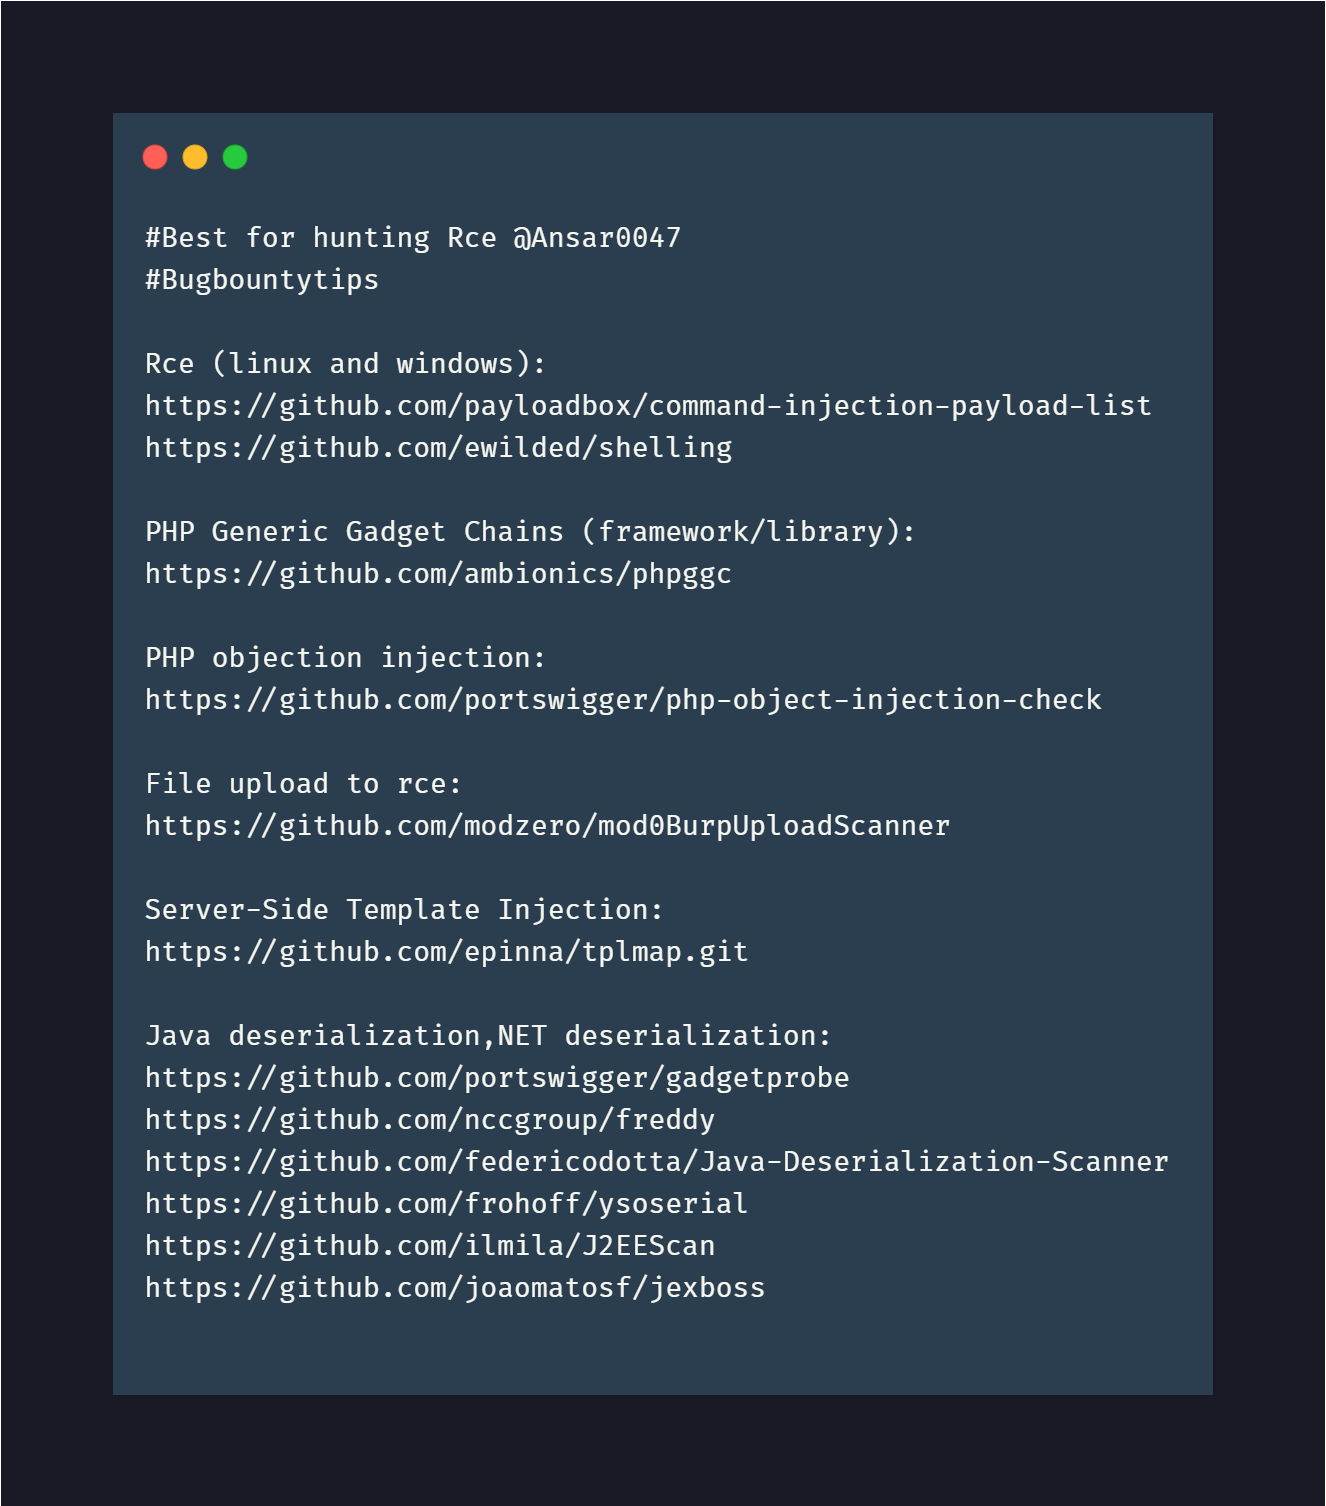 #Best for hunting Rce @Ansar0047
#Bugbountytips
Rce (linux and windows):
https://github.com/payloadbox/command-injection-payload-list
https://github.com/ewilded/shelling
PHP Generic Gadget Chains (framework/library):
https://github.com/ambionics/phpggc
PHP objection injection:
https://github.com/portswigger/php-object-injection-check
File upload to rce:
https://github.com/modzero/mod0BurpUploadScanner
Server-Side Template Injection:
https://github.com/epinna/tplmap.git
Java deserialization,NET deserialization:
https://github.com/portswigger/gadgetprobe
https://github.com/nccgroup/freddy
https://github.com/federicodotta/Java-Deserialization-Scanner
https://github.com/frohoff/ysoserial
https://github.com/ilmila/J2EEScan
https://github.com/joaomatosf/jexboss